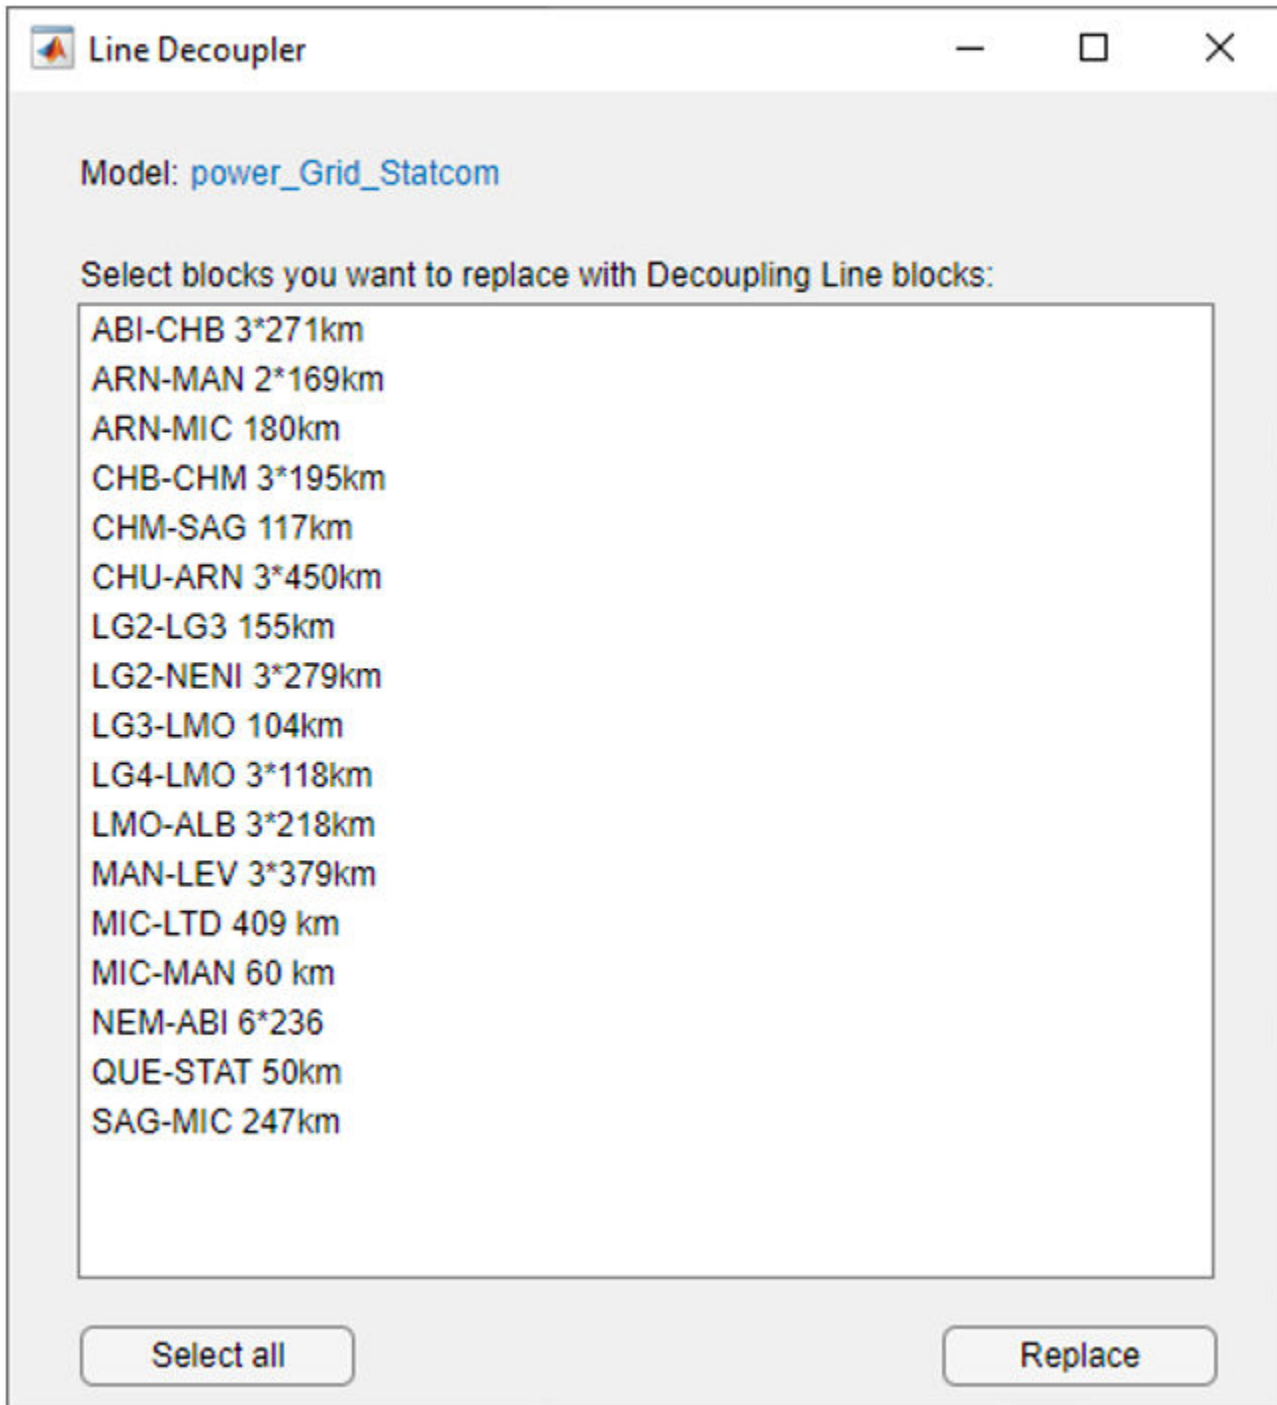 Line Decoupler
Model: power_Grid_Statcom
Select blocks you want to replace with Decoupling Line blocks:
ABI-CHB 3*271km
ARN-MAN 2*169km
ARN-MIC 180km
CHB-CHM 3*195km
CHM-SAG 117km
CHU-ARN 3*450km
LG2-LG3 155km
LG2-NENI 3*279km
LG3-LMO 104km
LG4-LMO 3*118km
LMO-ALB 3*218km
MAN-LEV 3*379km
MIC-LTD 409 km
MIC-MAN 60 km
NEM-ABI 6*236
QUE-STAT 50km
SAG-MIC 247km
Select all
Replace